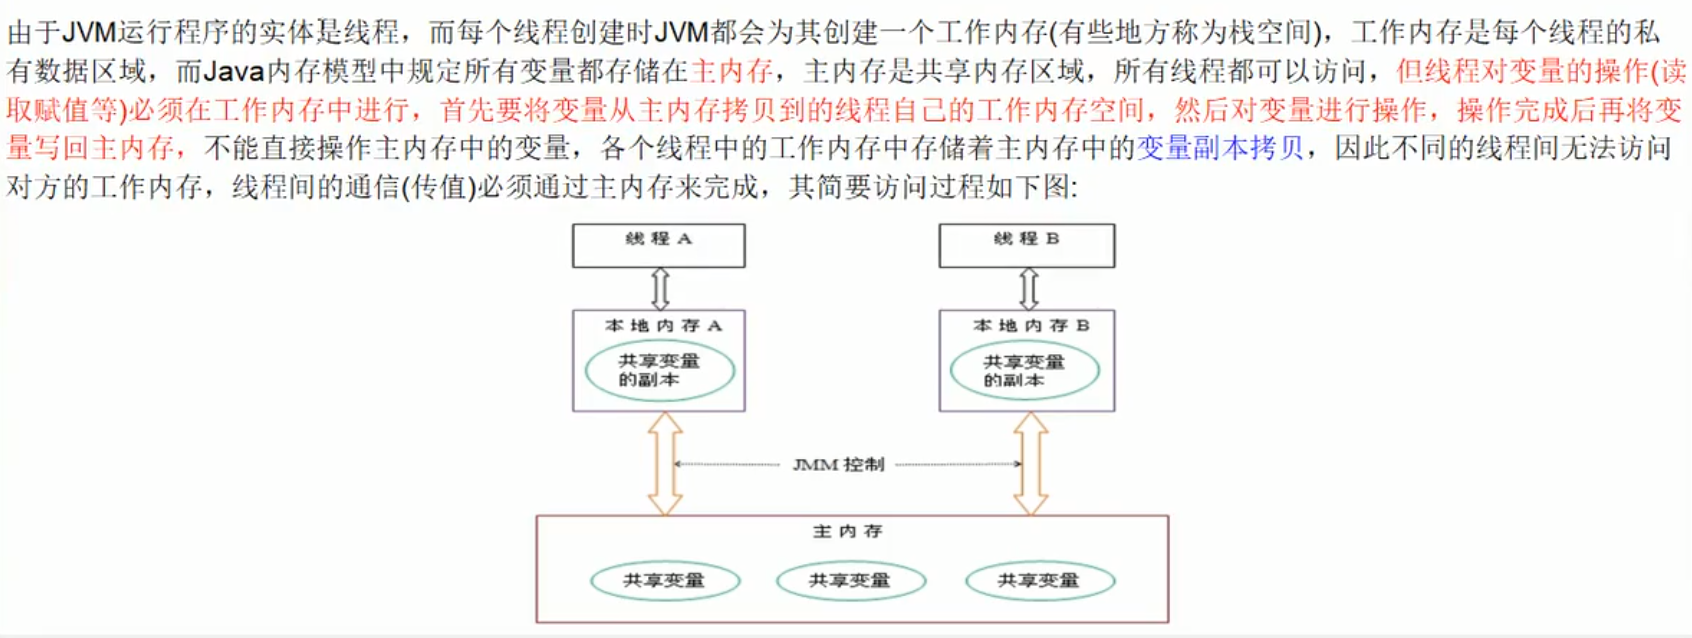 由于JVM运行程序的实体是线程，而每个线程创建时JVM都会为其创建一个工作内存(有些地方称为栈空间)，工作内存是每个线程的私
有数据区域，而Java内存模型中规定所有变量都存储在主内存，主内存是共享内存区域，所有线程都可以访问，但线程对变量的操作(读
取赋值等)必须在工作内存中进行，首先要将变量从主内存拷贝到的线程自己的工作内存空间，然后对变量进行操作，操作完成后再将变
量写回主内存，不能直接操作主内存中的变量，各个线程中的工作内存中存储着主内存中的变量副本拷贝，因此不同的线程间无法访问
对方的工作内存，线程间的通信(传值)必须通过主内存来完成，其简要访问过程如下图:
线程A
线程B
本地内存A
本地内存B
共享变量
的副本
共享变量
的副本
JMM控制
主内存
共享变量
共享变量
共享变量